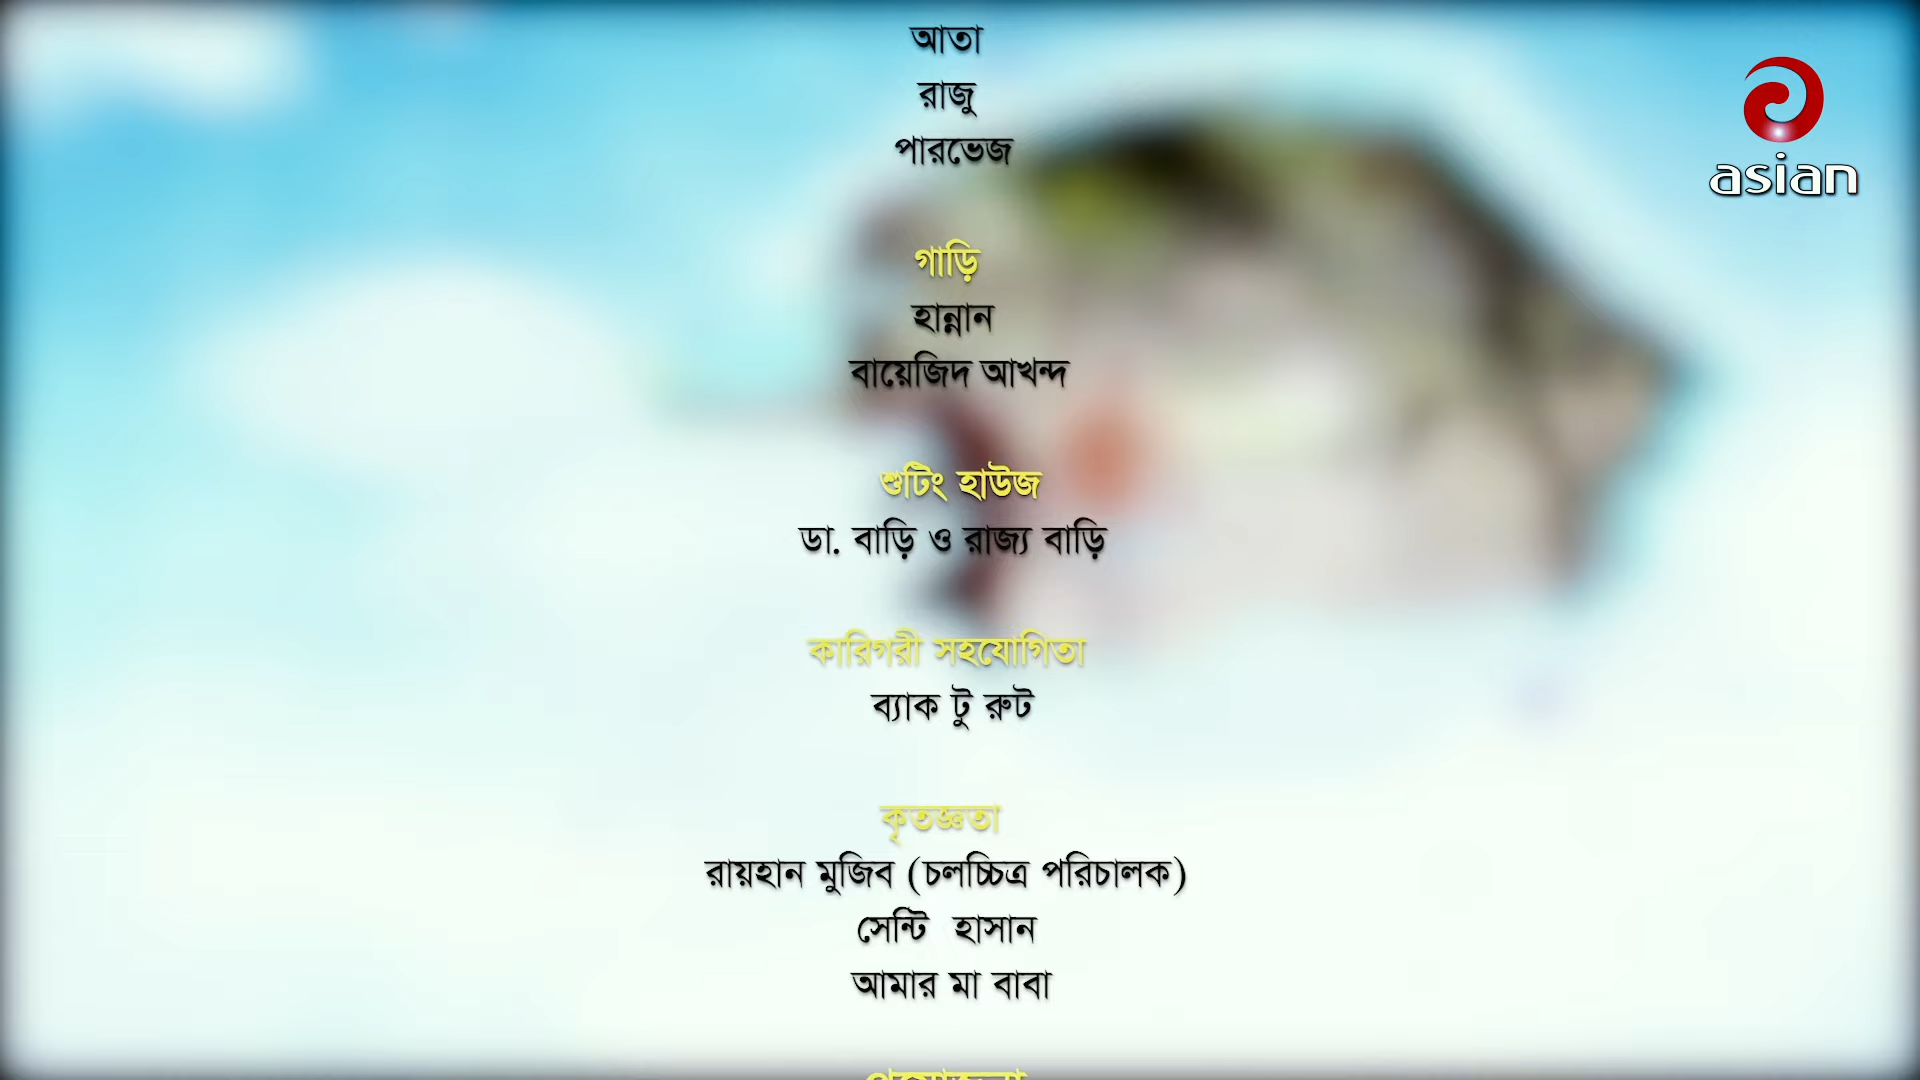 আতা
রাজু
পারভেজ
asian
গাড়ি
হান্নান
বায়েজিদ আখন্দ
শুটিং হাউজ
ডা. বাড়ি ও রাজ্য বাড়ি
কারিগরী সহযোগিতা
ব্যাক টু রুট
কৃতজ্ঞতা
রায়হান মুজিব (চলচ্চিত্র পরিচালক)
সেন্টি হাসান
আমার মা বাবা